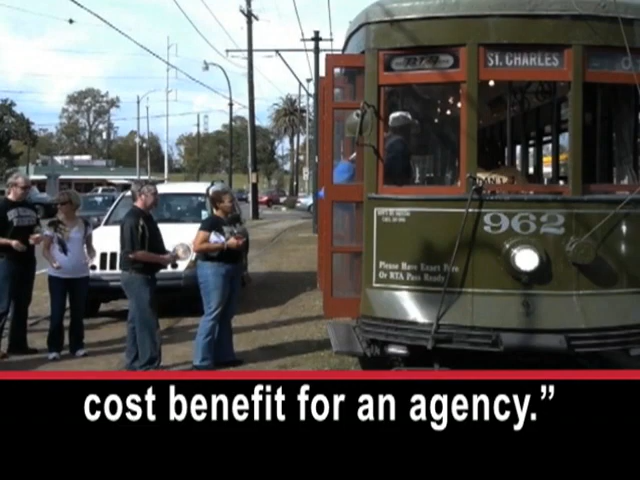 RTA
ST. CHARLES
962
Please Have Exact Fare
Or RTA Pass Ready
cost benefit for an agency.”